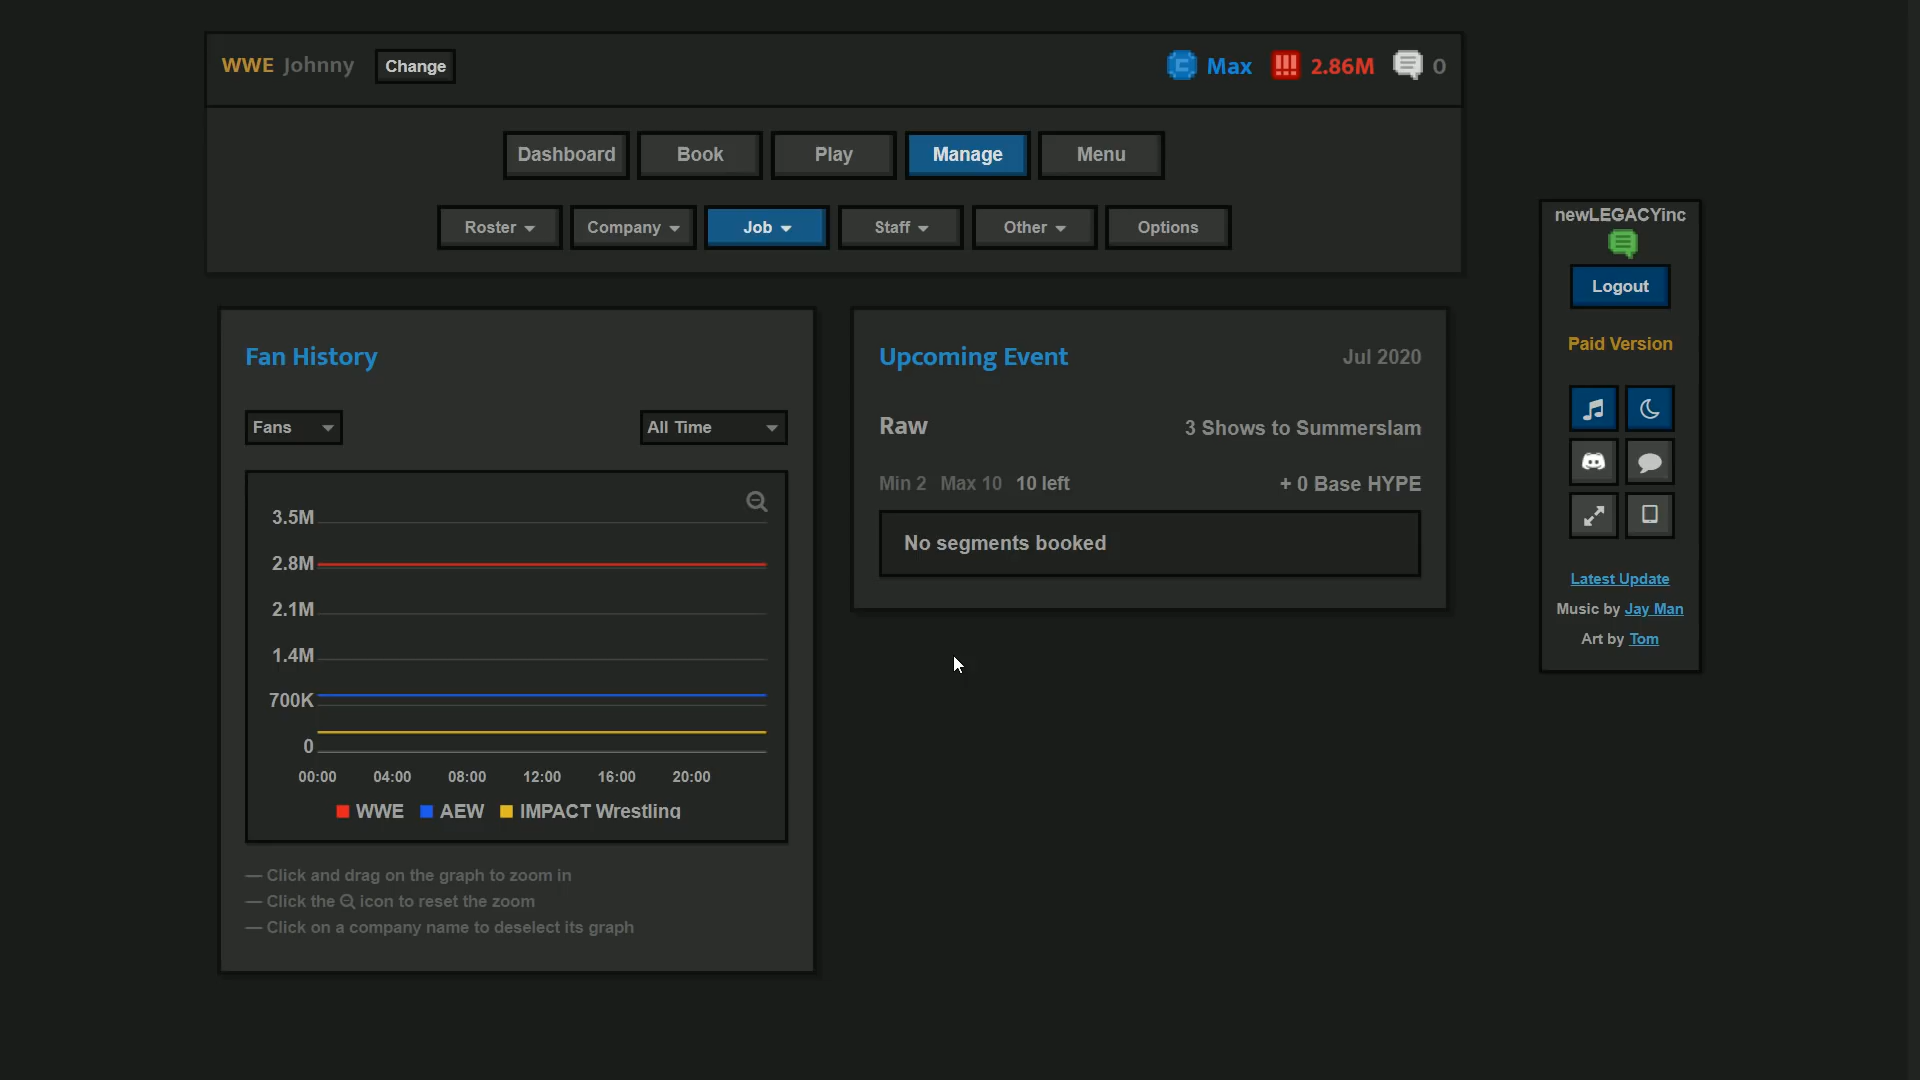 WWE Johnny Change
Max 2.86M 0
Dashboard Book Play Manage Menu
Roster Company Job Staff Other Options
Fan History
Fans All Time
3.5M
2.8M
2.1M
1.4M
700K
0
00:00 04:00 08:00 12:00 16:00 20:00
WWE AEW IMPACT Wrestling
— Click and drag on the graph to zoom in
— Click the icon to reset the zoom
— Click on a company name to deselect its graph
Upcoming Event Jul 2020
Raw 3 Shows to Summerslam
Min 2 Max 10 10 left + 0 Base HYPE
No segments booked
newLEGACYinc
Logout
Paid Version
Latest Update
Music by Jay Man
Art by Tom